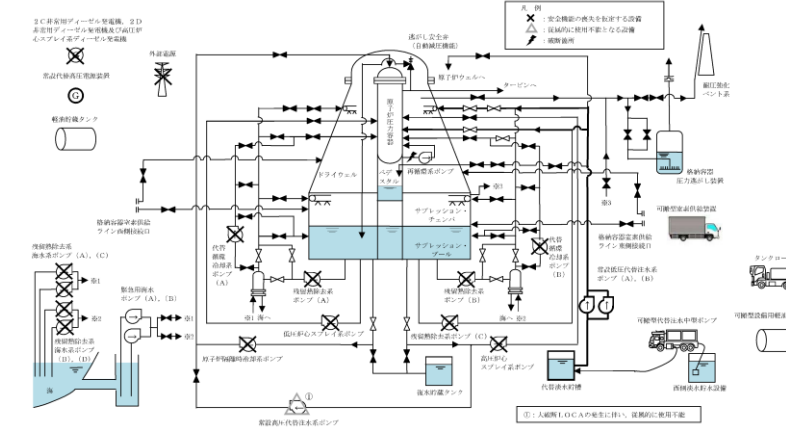 2C非常用ディーゼル発電機、2D
非常用ディーゼル発電機及び高圧炉
心スプレイ系ディーゼル発電機
常設代替高圧電源装置
G
軽油貯蔵タンク
外部電源
凡 例
:安全機能の喪失を仮定する設備
:従属的に使用不能となる設備
:破断箇所
逃がし安全弁
(自動減圧機能)
原子炉ウェルへ
タービンへ
耐圧強化
ベント系
原子炉圧力容器
再循環系ポンプ
ドライウェル
ペデ
スタル
※3
※3
格納容器
圧力逃がし装置
可搬型窒素供給装置
サプレッション・
チェンバ
サプレッション・
プール
格納容器窒素供給
ライン西側接続口
格納容器窒素供給
ライン東側接続口
代替
循環
冷却系
ポンプ
(A)
代替
循環
冷却系
ポンプ
(B)
残留熱除去系
海水系ポンプ(A)、(C)
※1
※2
残留熱除去系
海水系ポンプ
(B)、(D)
海
緊急用海水
ポンプ(A)、(B)
※1
※2
残留熱除去系
ポンプ(A)
残留熱除去系
ポンプ(B)
※1 海へ
海へ ※2
低圧炉心スプレイ系ポンプ
残留熱除去系ポンプ(C)
原子炉隔離時冷却系ポンプ
高圧炉心
スプレイ系ポンプ
常設低圧代替注水系
ポンプ(A)、(B)
タンクロー
可搬型代替注水中型ポンプ
可搬型設備用軽油
代替淡水貯槽
西側淡水貯水設備
復水貯蔵タンク
①
常設高圧代替注水系ポンプ
①:大破断LOCAの発生に伴い、従属的に使用不能